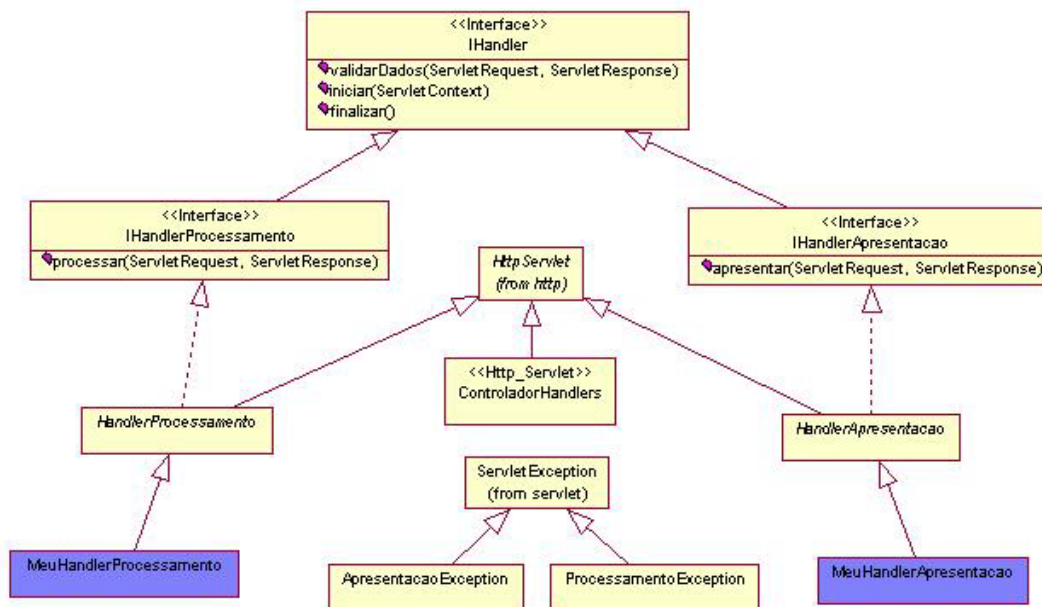 <<Interface>>
IHandler
validarDados(ServletRequest, ServletResponse)
iniciar(ServletContext)
finalizar()
<<Interface>>
IHandlerProcessamento
processar(ServletRequest, ServletResponse)
<<Interface>>
IHandlerApresentacao
apresentar(ServletRequest, ServletResponse)
HttpServlet
(from http)
<<Http_Servlet>>
ControladorHandlers
HandlerProcessamento
HandlerApresentacao
ServletException
(from servlet)
MeuHandlerProcessamento
ApresentacaoException
ProcessamentoException
MeuHandlerApresentacao